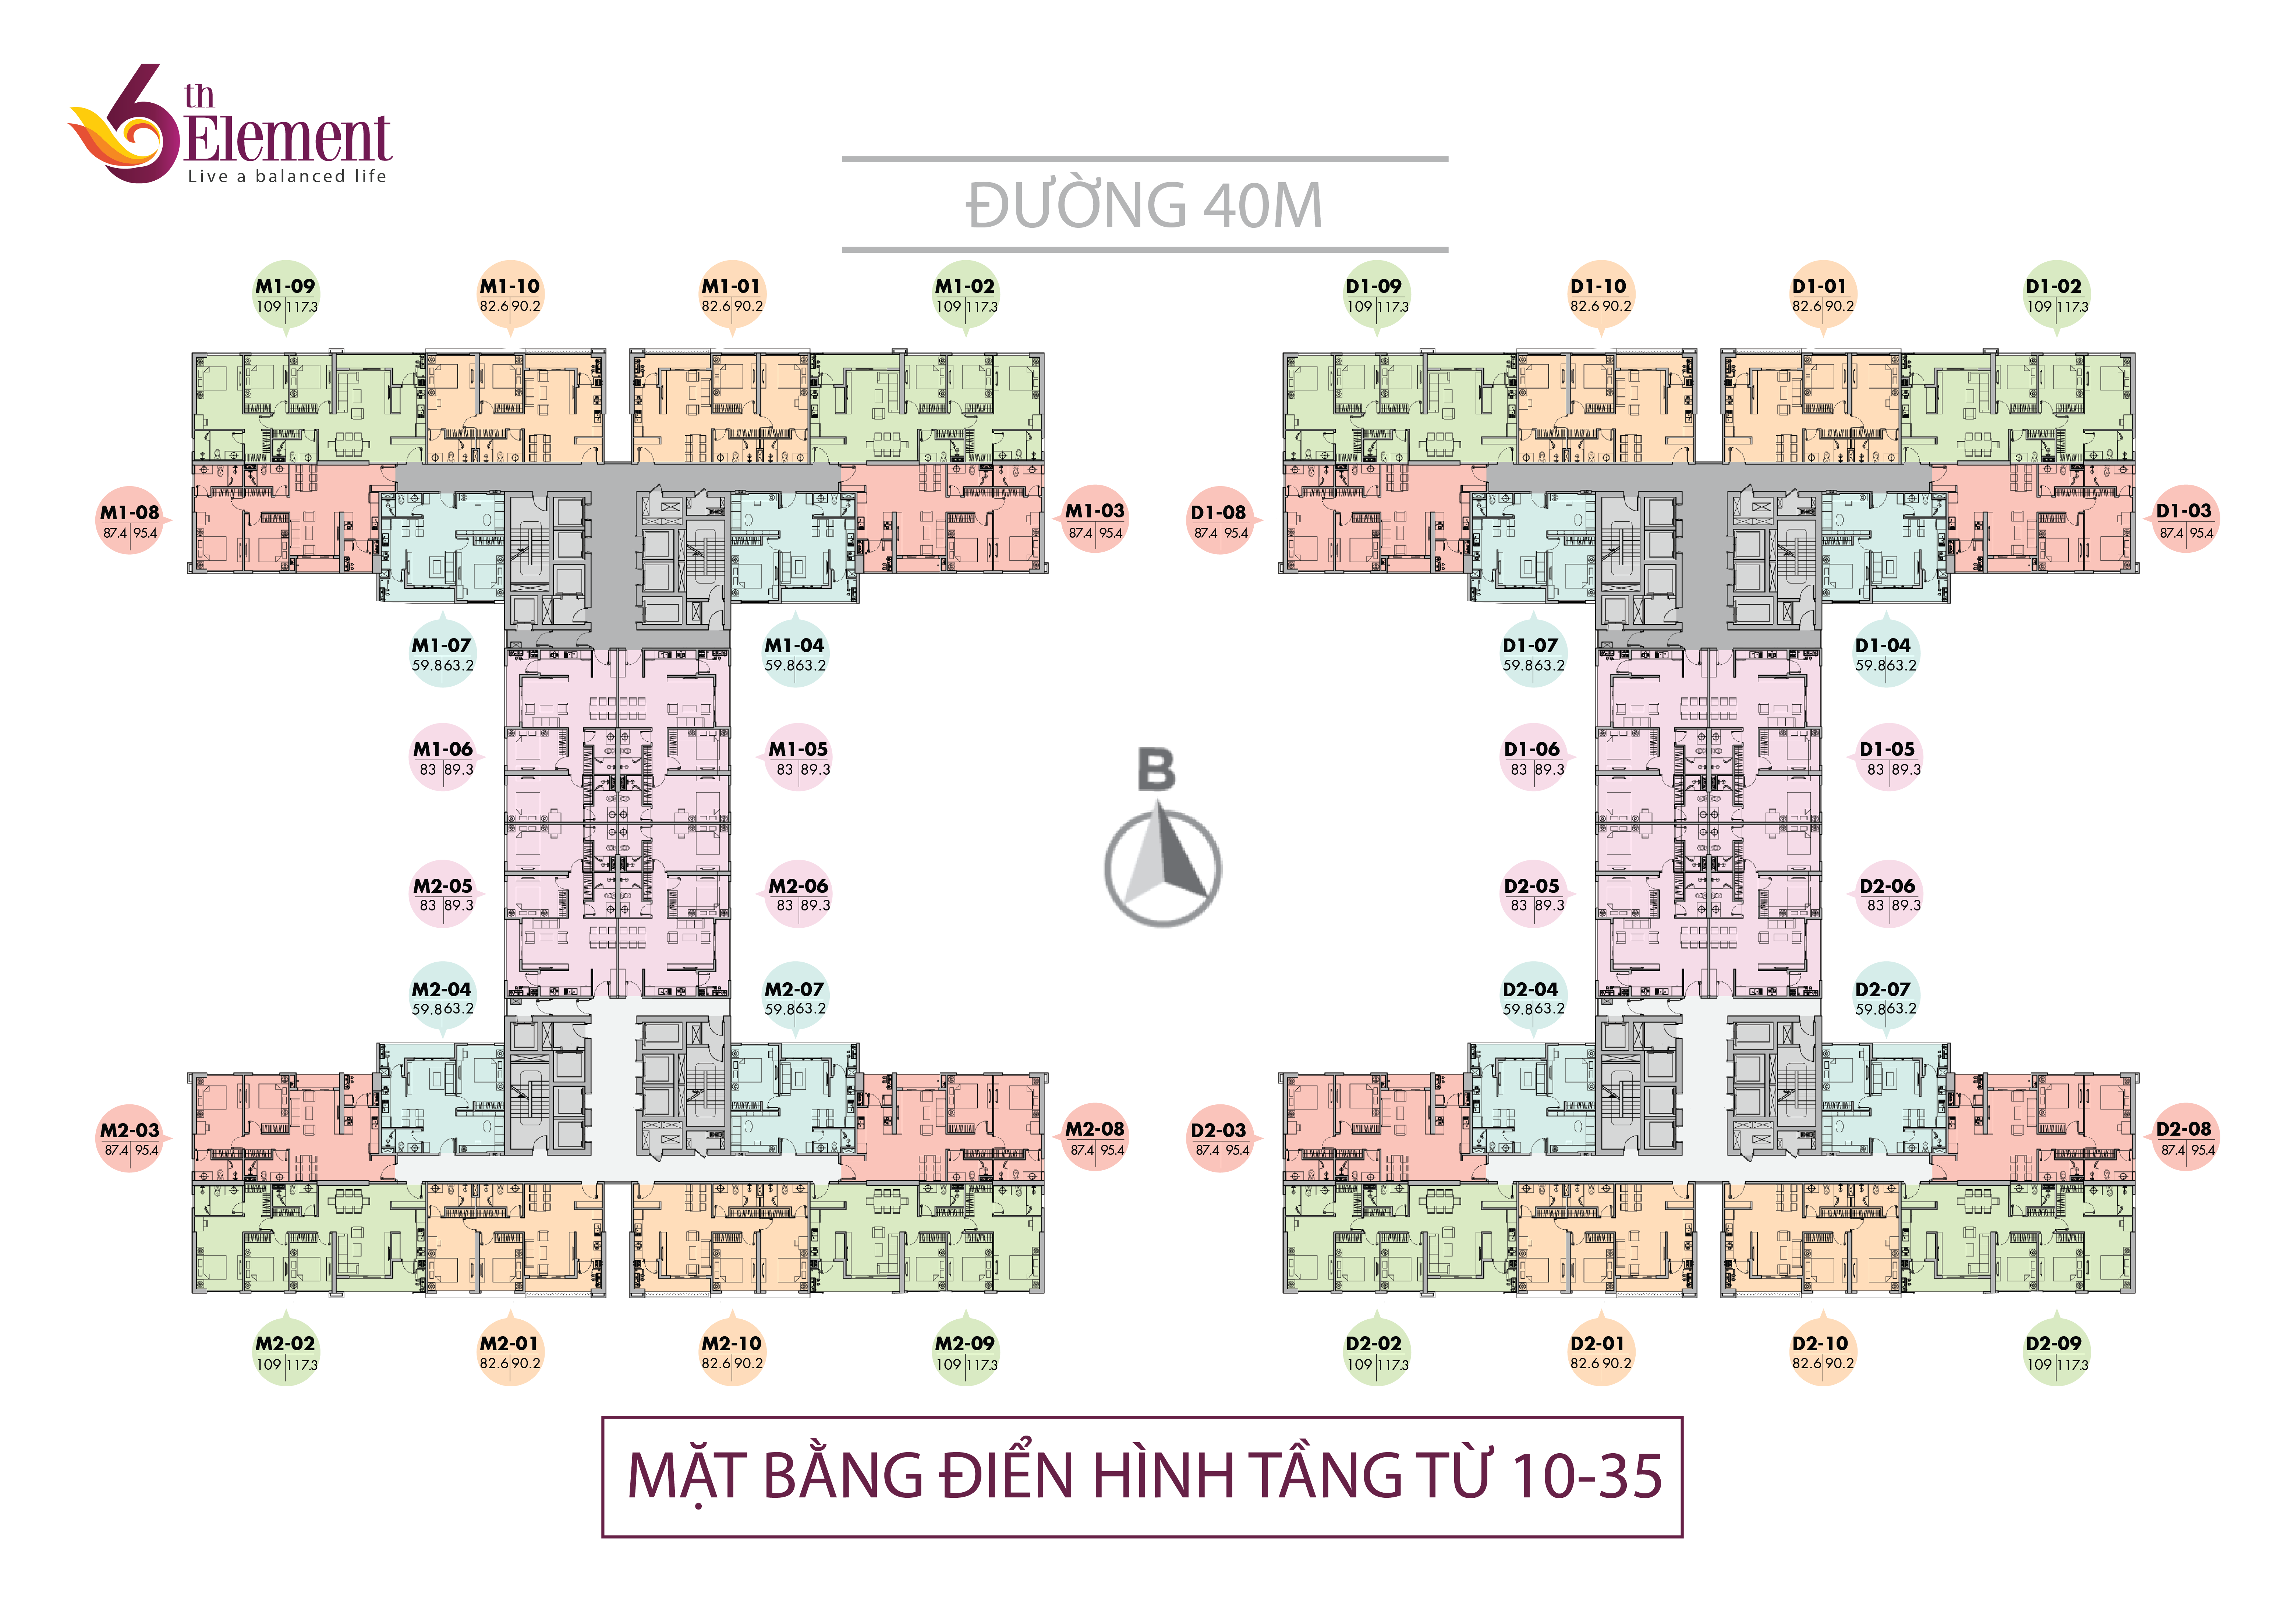 6th
Element
Live a balanced life
ĐƯỜNG 40M
M1-09
109 117.3
M1-10
82.6 90.2
M1-01
82.6 90.2
M1-02
109 117.3
D1-09
109 117.3
D1-10
82.6 90.2
D1-01
82.6 90.2
D1-02
109 117.3
M1-08
87.4 95.4
M1-03
87.4 95.4
D1-08
87.4 95.4
D1-03
87.4 95.4
M1-07
59.8 63.2
M1-04
59.8 63.2
D1-07
59.8 63.2
D1-04
59.8 63.2
M1-06
83 89.3
M1-05
83 89.3
D1-06
83 89.3
D1-05
83 89.3
B
M2-05
83 89.3
M2-06
83 89.3
D2-05
83 89.3
D2-06
83 89.3
M2-04
59.8 63.2
M2-07
59.8 63.2
D2-04
59.8 63.2
D2-07
59.8 63.2
M2-03
87.4 95.4
M2-08
87.4 95.4
D2-03
87.4 95.4
D2-08
87.4 95.4
M2-02
109 117.3
M2-01
82.6 90.2
M2-10
82.6 90.2
M2-09
109 117.3
D2-02
109 117.3
D2-01
82.6 90.2
D2-10
82.6 90.2
D2-09
109 117.3
MẶT BẰNG ĐIỂN HÌNH TẦNG TỪ 10-35